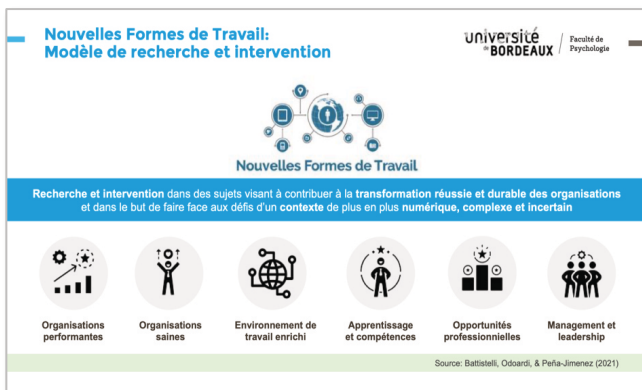 Nouvelles Formes de Travail:
Modèle de recherche et intervention
université
de BORDEAUX
Faculté de
Psychologie
Nouvelles Formes de Travail
Recherche et intervention dans des sujets visant à contribuer à la transformation réussie et durable des organisations
et dans le but de faire face aux défis d'un contexte de plus en plus numérique, complexe et incertain
Organisations
performantes
Organisations
saines
Environnement de
travail enrichi
Apprentissage
et compétences
Opportunités
professionnelles
Management et
leadership
Source: Battistelli, Odoardi, & Peña-Jimenez (2021)